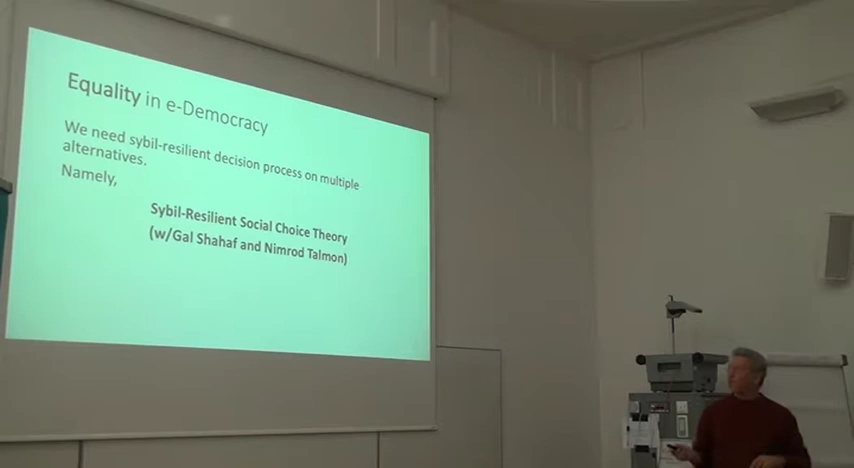 Equality in e-Democracy
We need sybil-resilient decision process on multiple
alternatives.
Namely,
Sybil-Resilient Social Choice Theory
(w/Gal Shahaf and Nimrod Talmon)